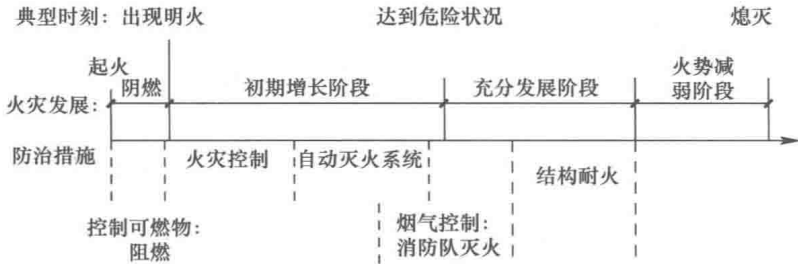 典型时刻: 出现明火 达到危险状况 熄灭
起火 火势减
阴燃 初期增长阶段 充分发展阶段 弱阶段
火灾发展:
防治措施 火灾控制 自动灭火系统 结构耐火
控制可燃物: 烟气控制:
阻燃 消防队灭火